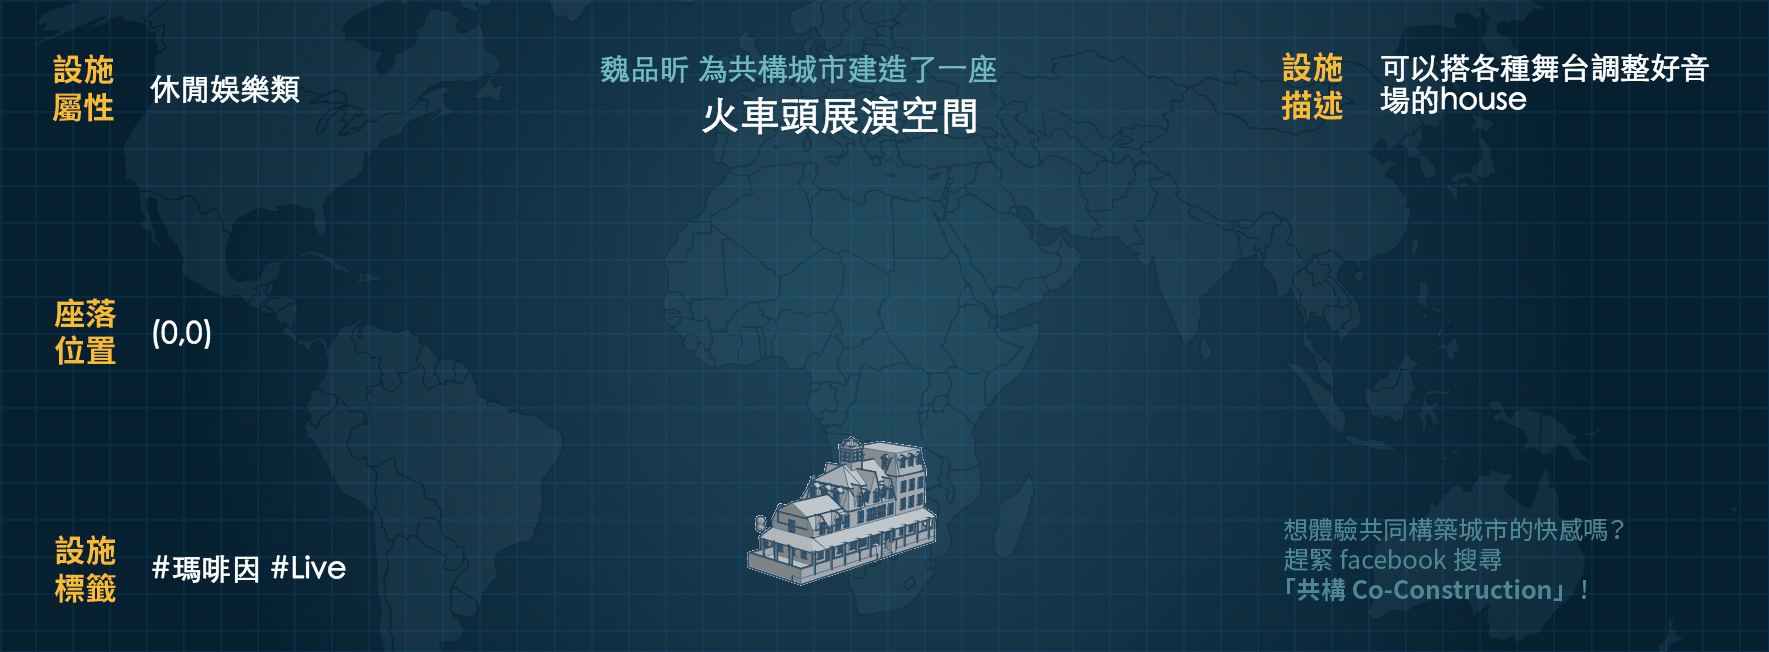 設施
屬性
休閒娛樂類
魏品昕 為共構城市建造了一座
火車頭展演空間
設施
描述
可以搭各種舞台調整好音
場的house
座落
位置
(0,0)
設施
標籤
#瑪啡因 #Live
想體驗共同構築城市的快感嗎?
趕緊 facebook 搜尋
「共構 Co-Construction」!